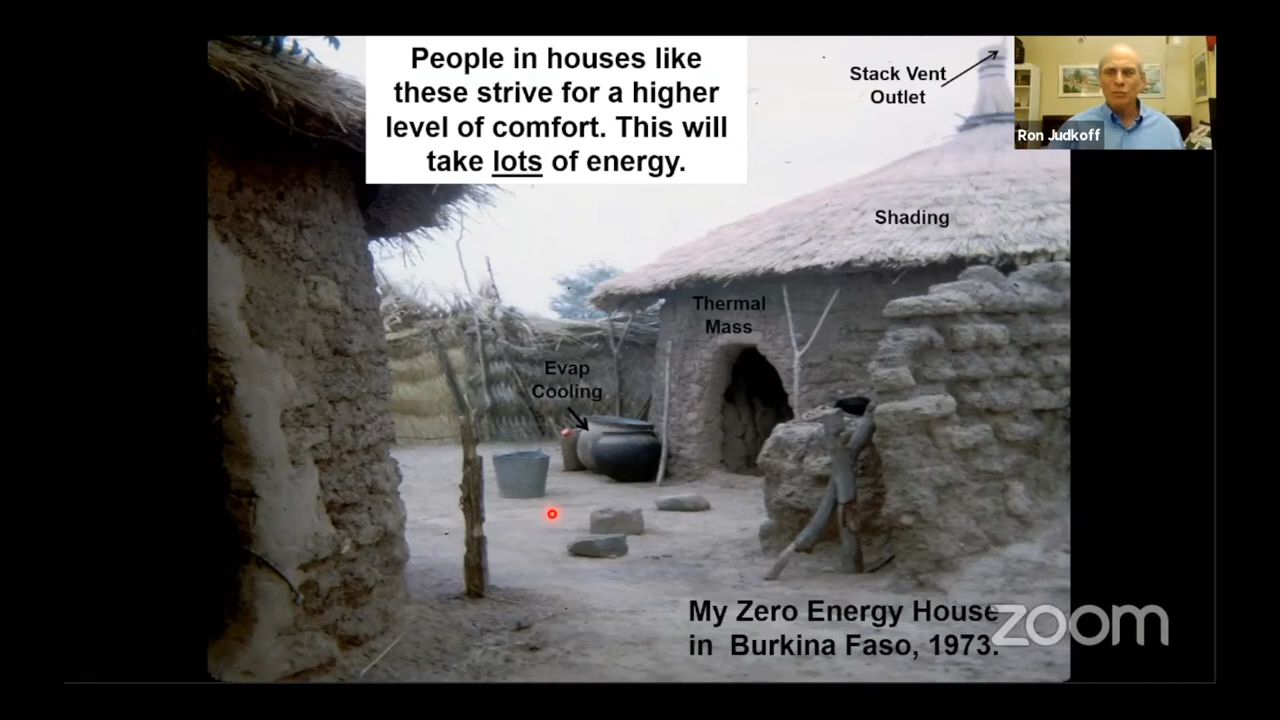 People in houses like
these strive for a higher
level of comfort. This will
take lots of energy.
Stack Vent
Outlet
Ron Judkoff
Shading
Thermal
Mass
Evap
Cooling
My Zero Energy House
in Burkina Faso, 1973.
zoom